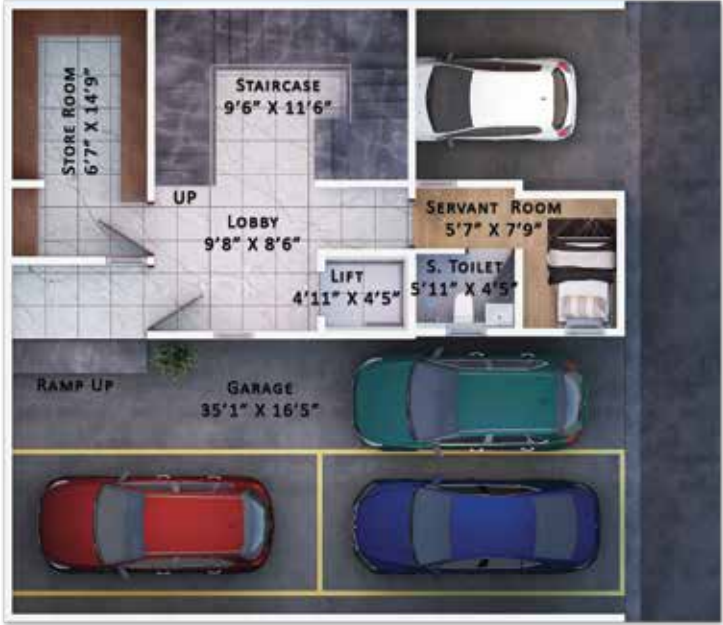 STORE ROOM
6'7" X 14'9"
STAIRCASE
9'6" X 11'6"
UP
LOBBY
9'8" X 8'6"
SERVANT ROOM
5'7" X 7'9"
LIFT
4'11" X 4'5"
S. TOILET
5'11" X 4'5"
RAMP UP
GARAGE
35'1" X 16'5"